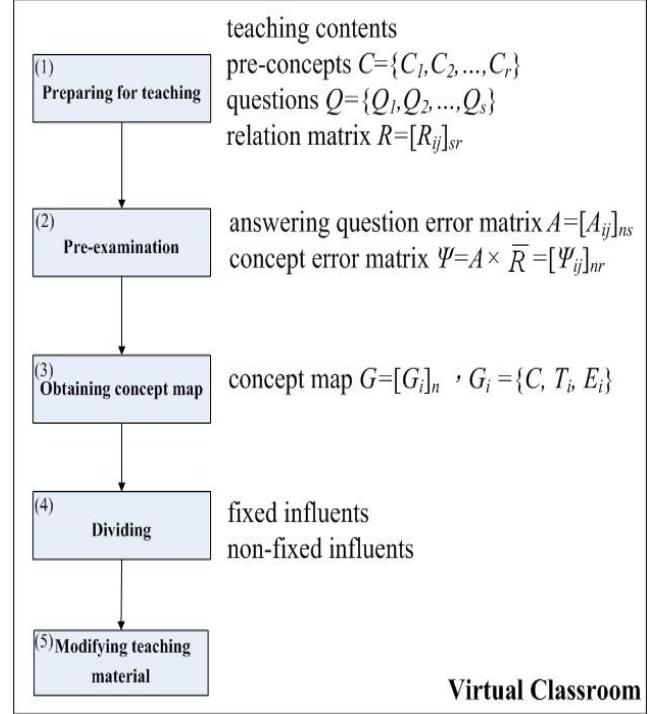 (1)
Preparing for teaching
teaching contents
pre-concepts C={C₁,C₂,...,Cᵣ}
questions Q={Q₁,Q₂,...,Qₛ}
relation matrix R=[Rᵢⱼ]ₛᵣ
(2)
Pre-examination
answering question error matrix A=[Aᵢⱼ]ₙₛ
concept error matrix Ψ=A× R̅ =[Ψᵢⱼ]ₙᵣ
(3)
Obtaining concept map
concept map G=[Gᵢ]ₙ ，Gᵢ ={C, Tᵢ, Eᵢ}
(4)
Dividing
fixed influents
non-fixed influents
(5) Modifying teaching
material
Virtual Classroom